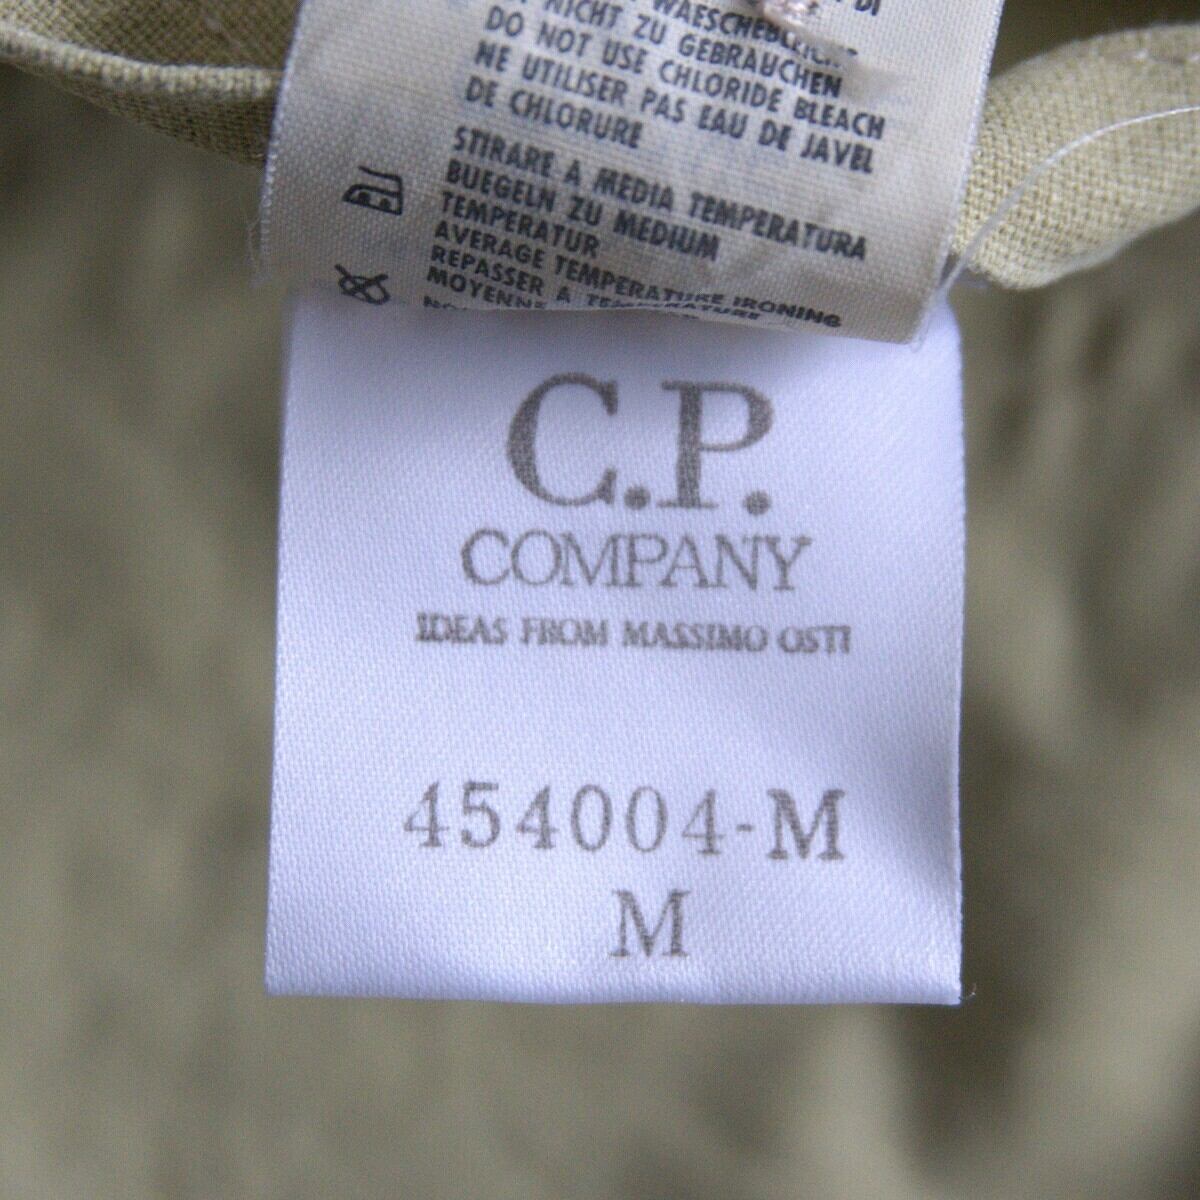 NICHT ZU GEBRAUCHEN
DO NOT USE CHLORIDE BLEACH
NE UTILISER PAS EAU DE JAVEL
DE CHLORURE
STIRARE A MEDIA TEMPERATURA
BUEGELN ZU MEDIUM
TEMPERATUR
AVERAGE TEMPERATURE IRONING
REPASSER A TEMPERATURE
MOYENNE
C.P.
COMPANY
IDEAS FROM MASSIMO OSTI
454004-M
M